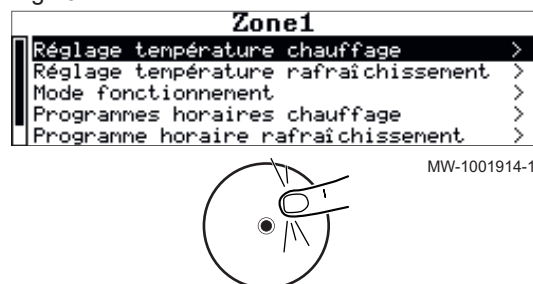 Zone1
Réglage température chauffage >
Réglage température rafraîchissement >
Mode fonctionnement >
Programmes horaires chauffage >
Programme horaire rafraîchissement >
MW-1001914-1